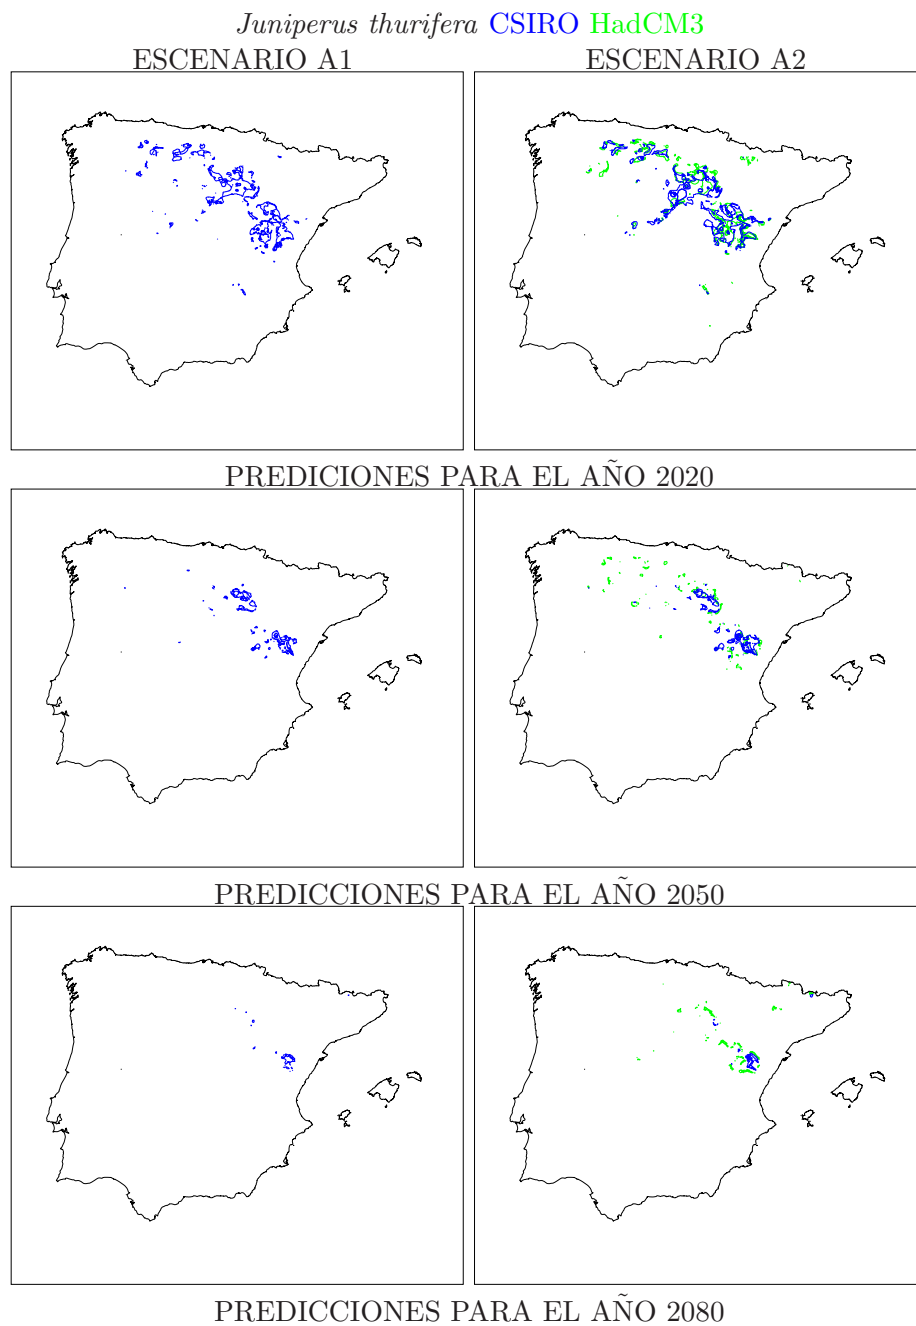 Juniperus thurifera CSIRO HadCM3
ESCENARIO A1 ESCENARIO A2
PREDICIONES PARA EL AÑO 2020
PREDICCIONES PARA EL AÑO 2050
PREDICCIONES PARA EL AÑO 2080